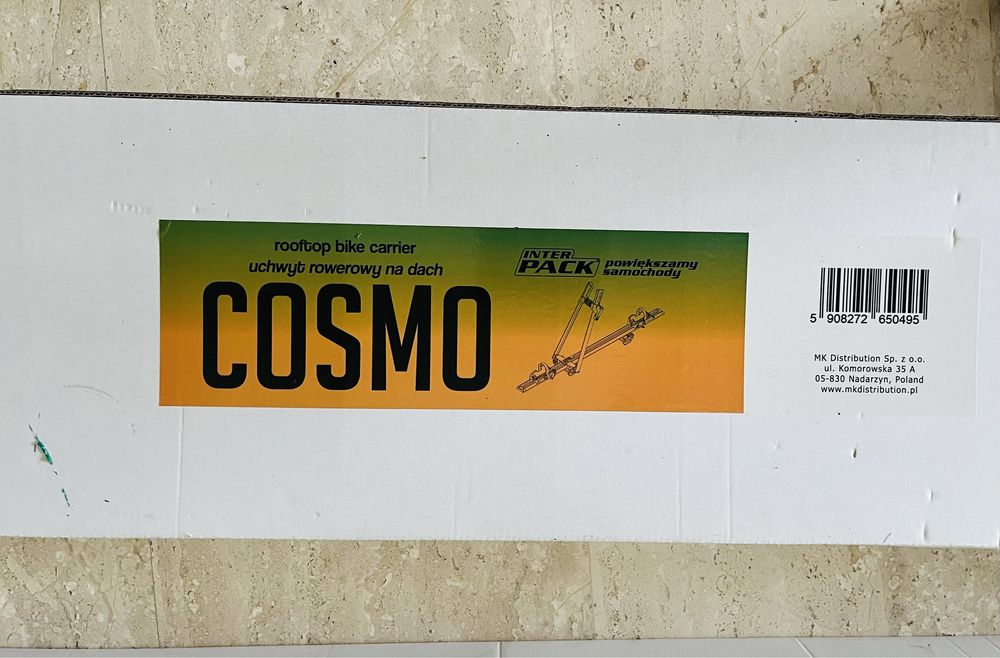 rooftop bike carrier
uchwyt rowerowy na dach
COSMO
INTER
PACK
powiększamy
samochody
5 908272 650495
MK Distribution Sp. z o.o.
ul. Komorowska 35 A
05-830 Nadarzyn, Poland
www.mkdistribution.pl